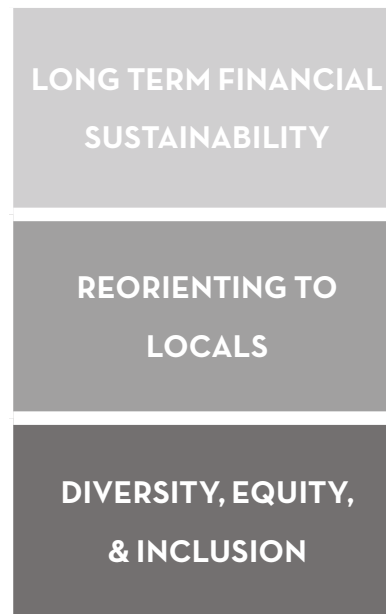 LONG TERM FINANCIAL
SUSTAINABILITY
REORIENTING TO
LOCALS
DIVERSITY, EQUITY,
& INCLUSION